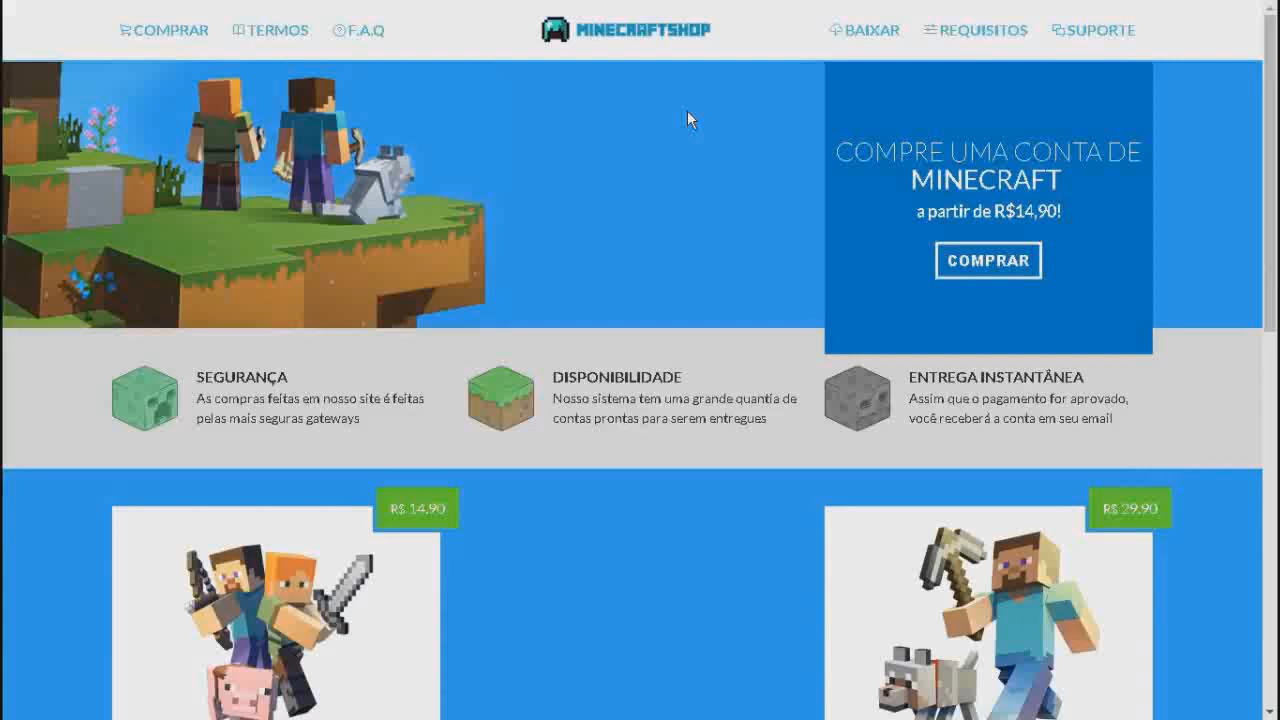 COMPRAR TERMOS F.A.Q MINECRAFTSHOP BAIXAR REQUISITOS SUPORTE
COMPRE UMA CONTA DE
MINECRAFT
a partir de R$14,90!
COMPRAR
SEGURANÇA
As compras feitas em nosso site é feitas
pelas mais seguras gateways
DISPONIBILIDADE
Nosso sistema tem uma grande quantia de
contas prontas para serem entregues
ENTREGA INSTANTÂNEA
Assim que o pagamento for aprovado,
você receberá a conta em seu email
R$ 14,90
R$ 29,90